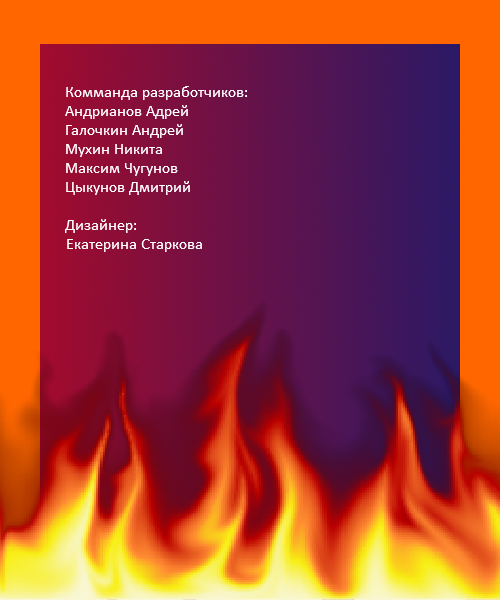 Комманда разработчиков:
Андрианов Адрей
Галочкин Андрей
Мухин Никита
Максим Чугунов
Цыкунов Дмитрий
Дизайнер:
Екатерина Старкова